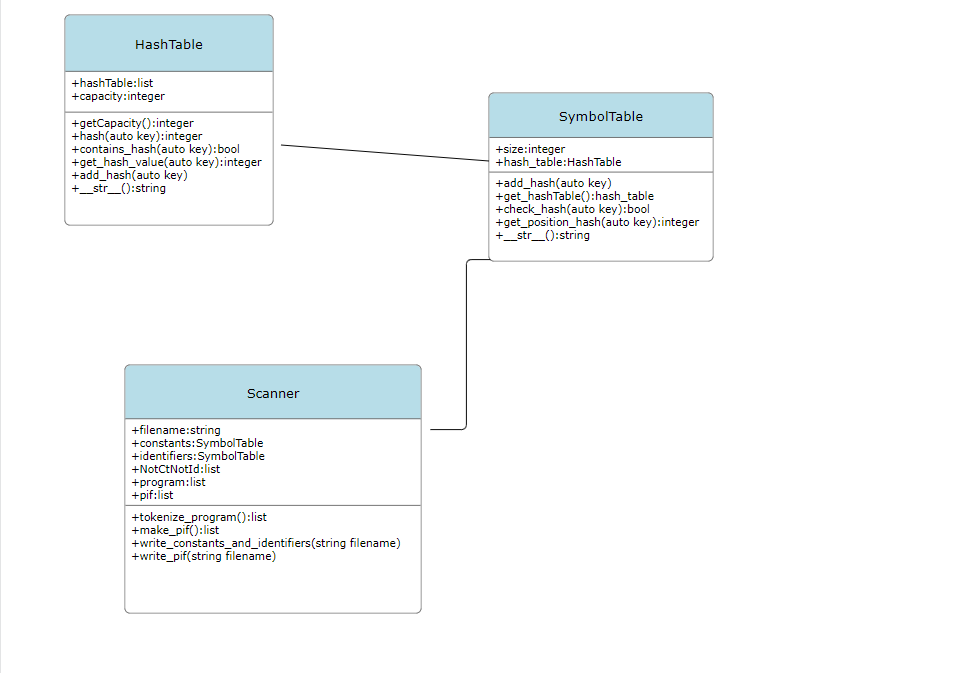 HashTable
+hashTable:list
+capacity:integer
+getCapacity():integer
+hash(auto key):integer
+contains_hash(auto key):bool
+get_hash_value(auto key):integer
+add_hash(auto key)
+__str__():string
SymbolTable
+size:integer
+hash_table:HashTable
+add_hash(auto key)
+get_hashTable():hash_table
+check_hash(auto key):bool
+get_position_hash(auto key):integer
+__str__():string
Scanner
+filename:string
+constants:SymbolTable
+identifiers:SymbolTable
+NotCtNotId:list
+program:list
+pif:list
+tokenize_program():list
+make_pif():list
+write_constants_and_identifiers(string filename)
+write_pif(string filename)